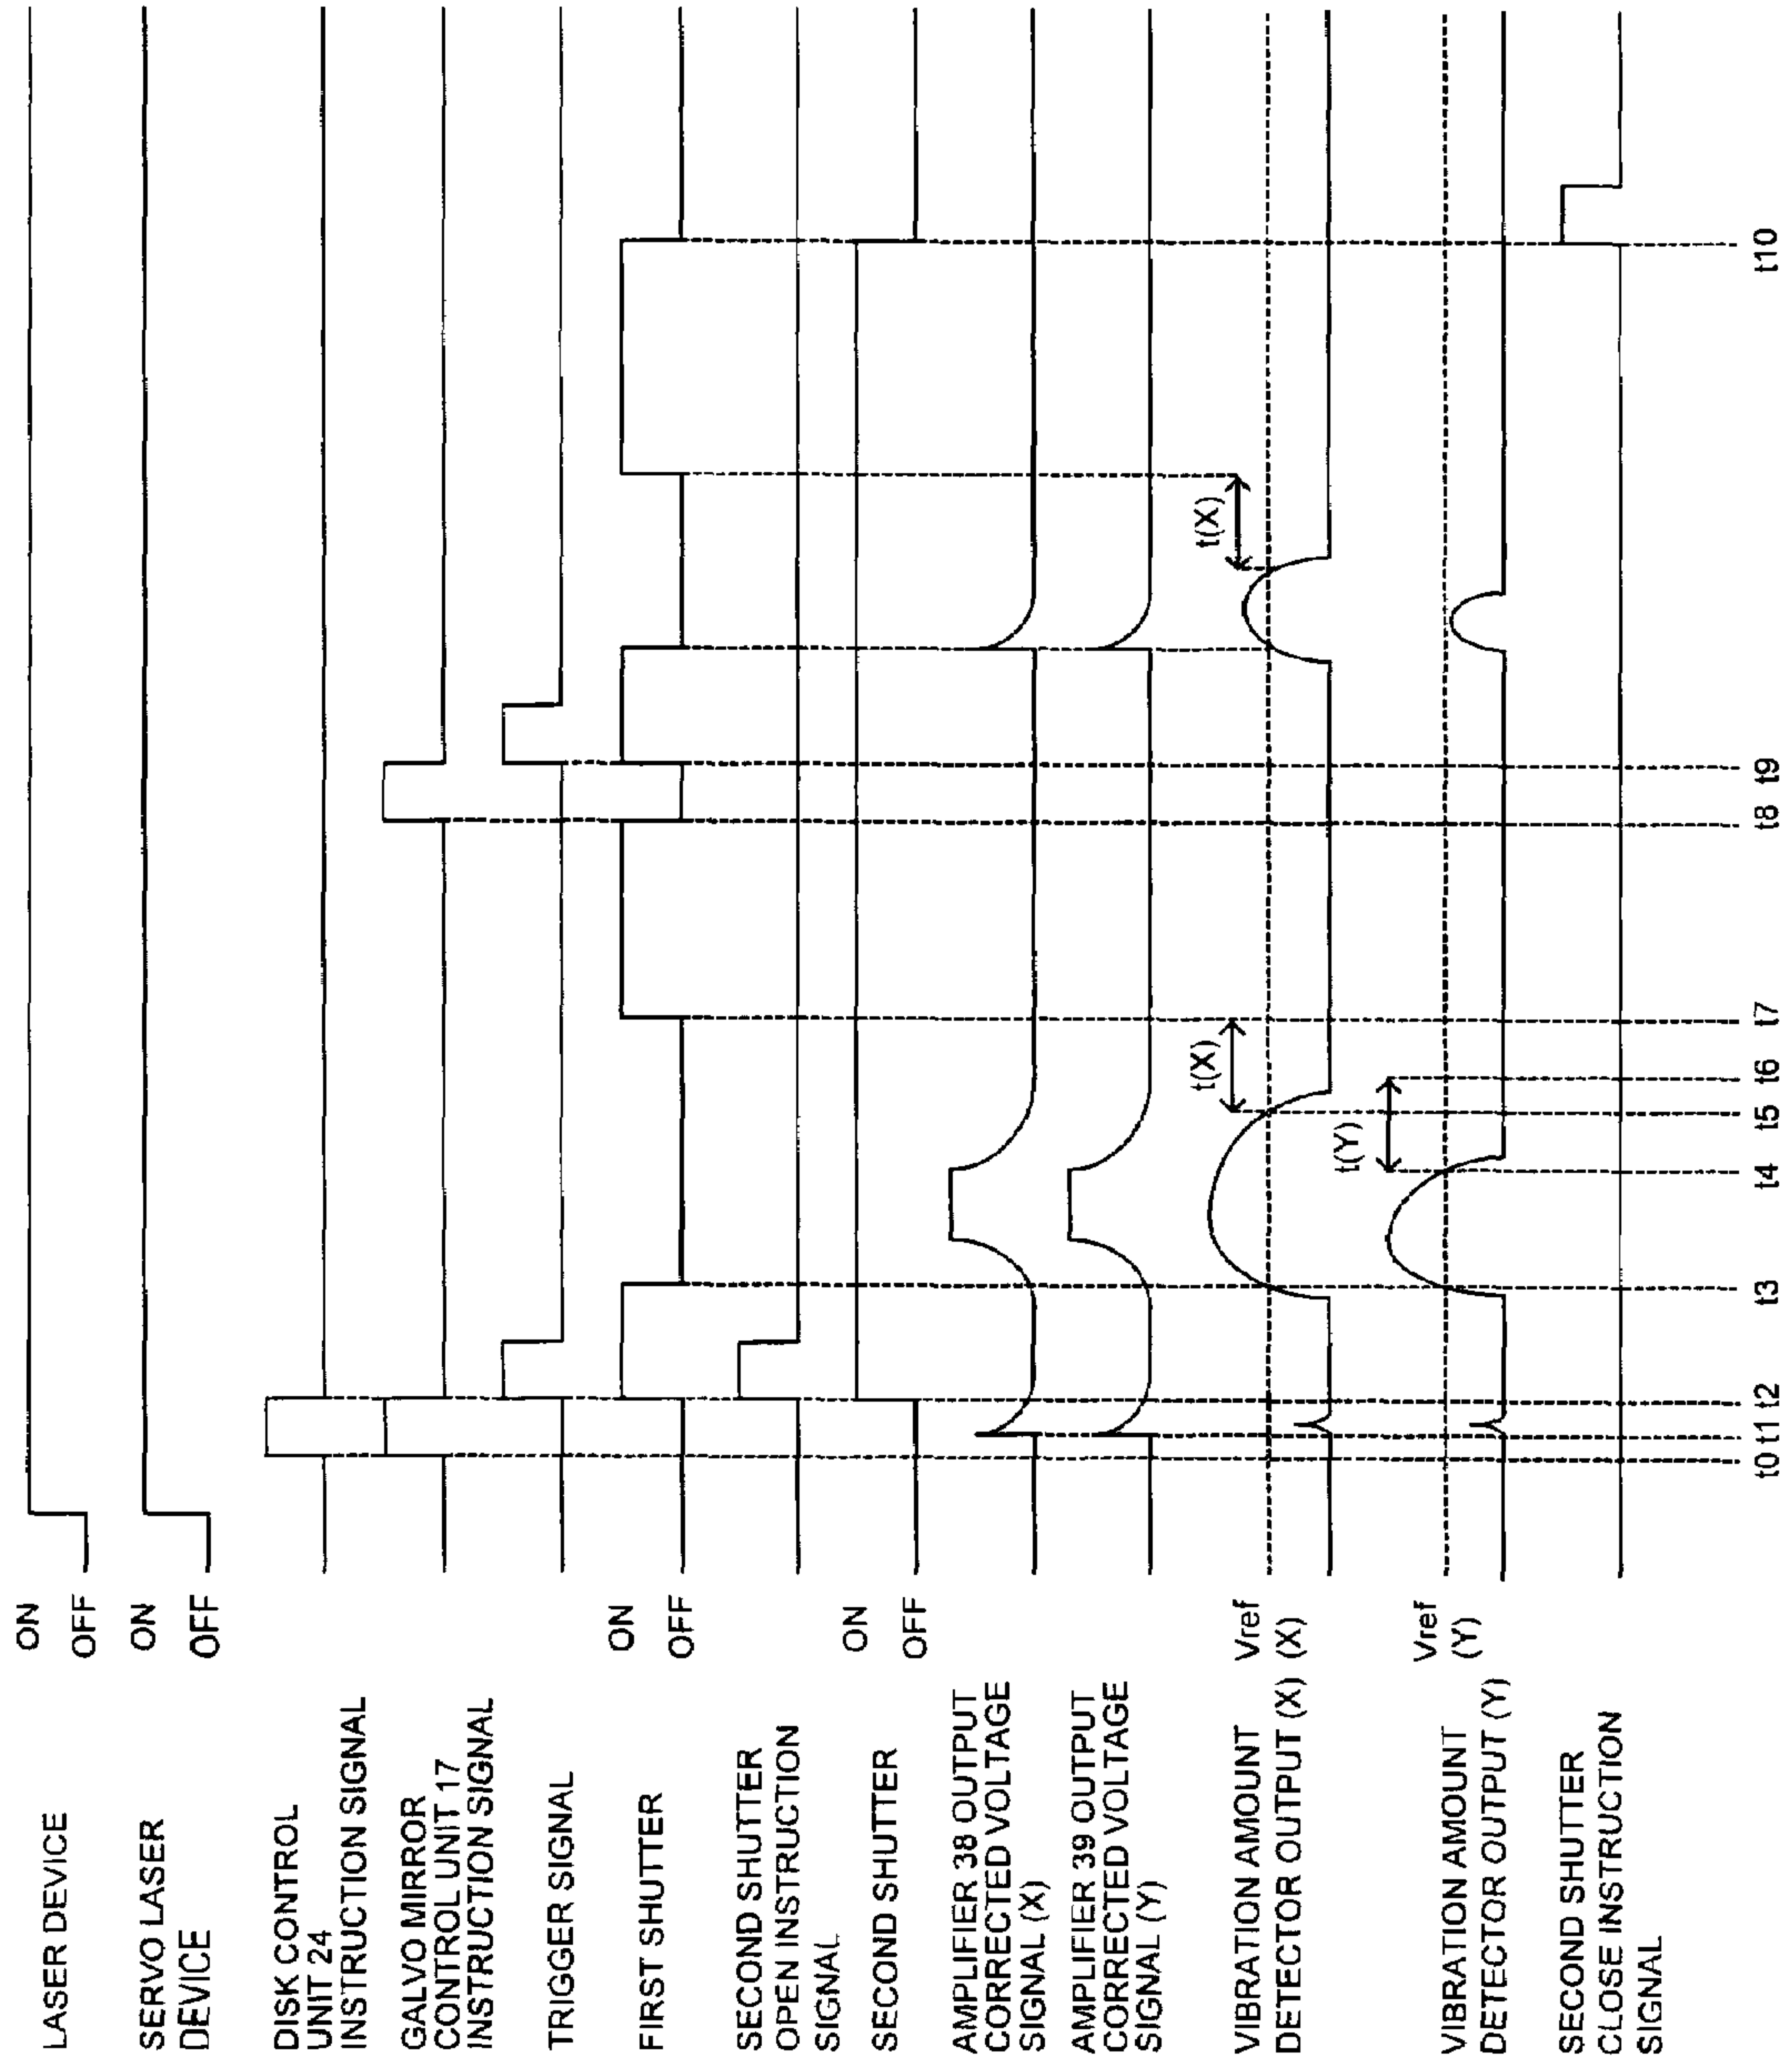 LASER DEVICE
ON
OFF
SERVO LASER
DEVICE
ON
OFF
DISK CONTROL
UNIT 24
INSTRUCTION SIGNAL
GALVO MIRROR
CONTROL UNIT 17
INSTRUCTION SIGNAL
TRIGGER SIGNAL
FIRST SHUTTER
ON
OFF
SECOND SHUTTER
OPEN INSTRUCTION
SIGNAL
SECOND SHUTTER
ON
OFF
AMPLIFIER 38 OUTPUT
CORRECTED VOLTAGE
SIGNAL (X)
AMPLIFIER 39 OUTPUT
CORRECTED VOLTAGE
SIGNAL (Y)
VIBRATION AMOUNT
DETECTOR OUTPUT (X)
Vref
(X)
t(X)
t(X)
VIBRATION AMOUNT
DETECTOR OUTPUT (Y)
Vref
(Y)
t(Y)
SECOND SHUTTER
CLOSE INSTRUCTION
SIGNAL
t0 t1 t2 t3 t4 t5 t6 t7 t8 t9 t10